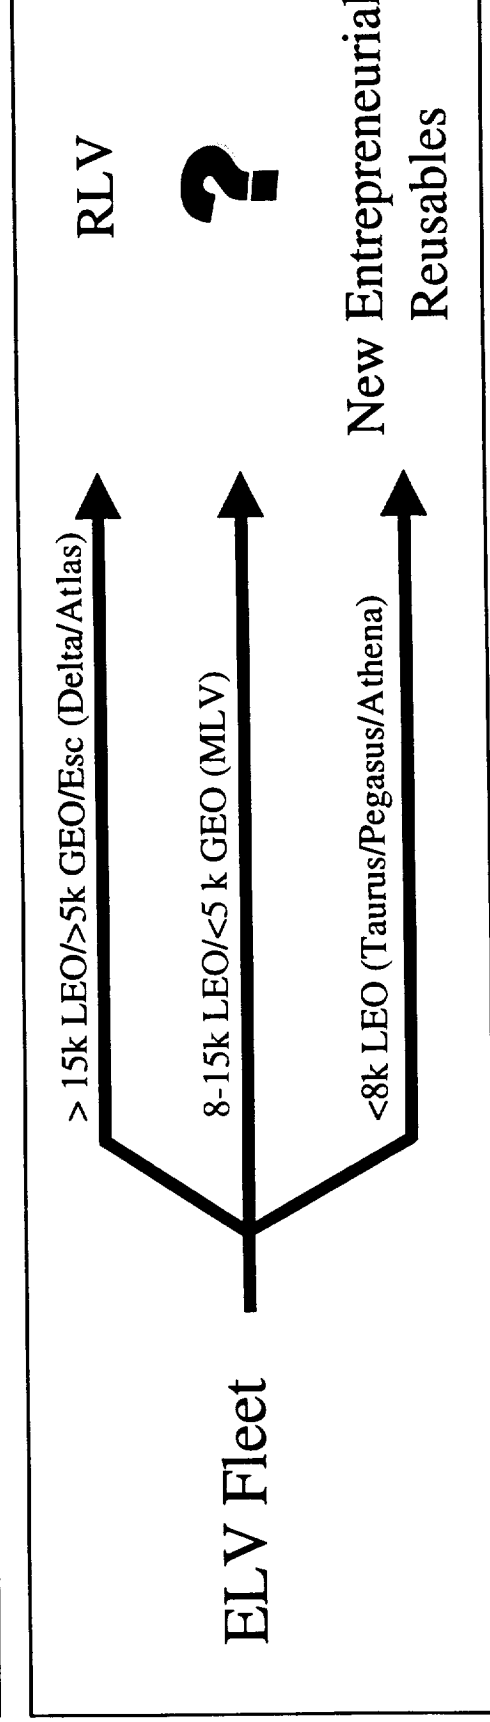 ELV Fleet
> 15k LEO/>5k GEO/Esc (Delta/Atlas)
RLV
8-15k LEO/<5 k GEO (MLV)
?
<8k LEO (Taurus/Pegasus/Athena)
New Entrepreneurial
Reusables